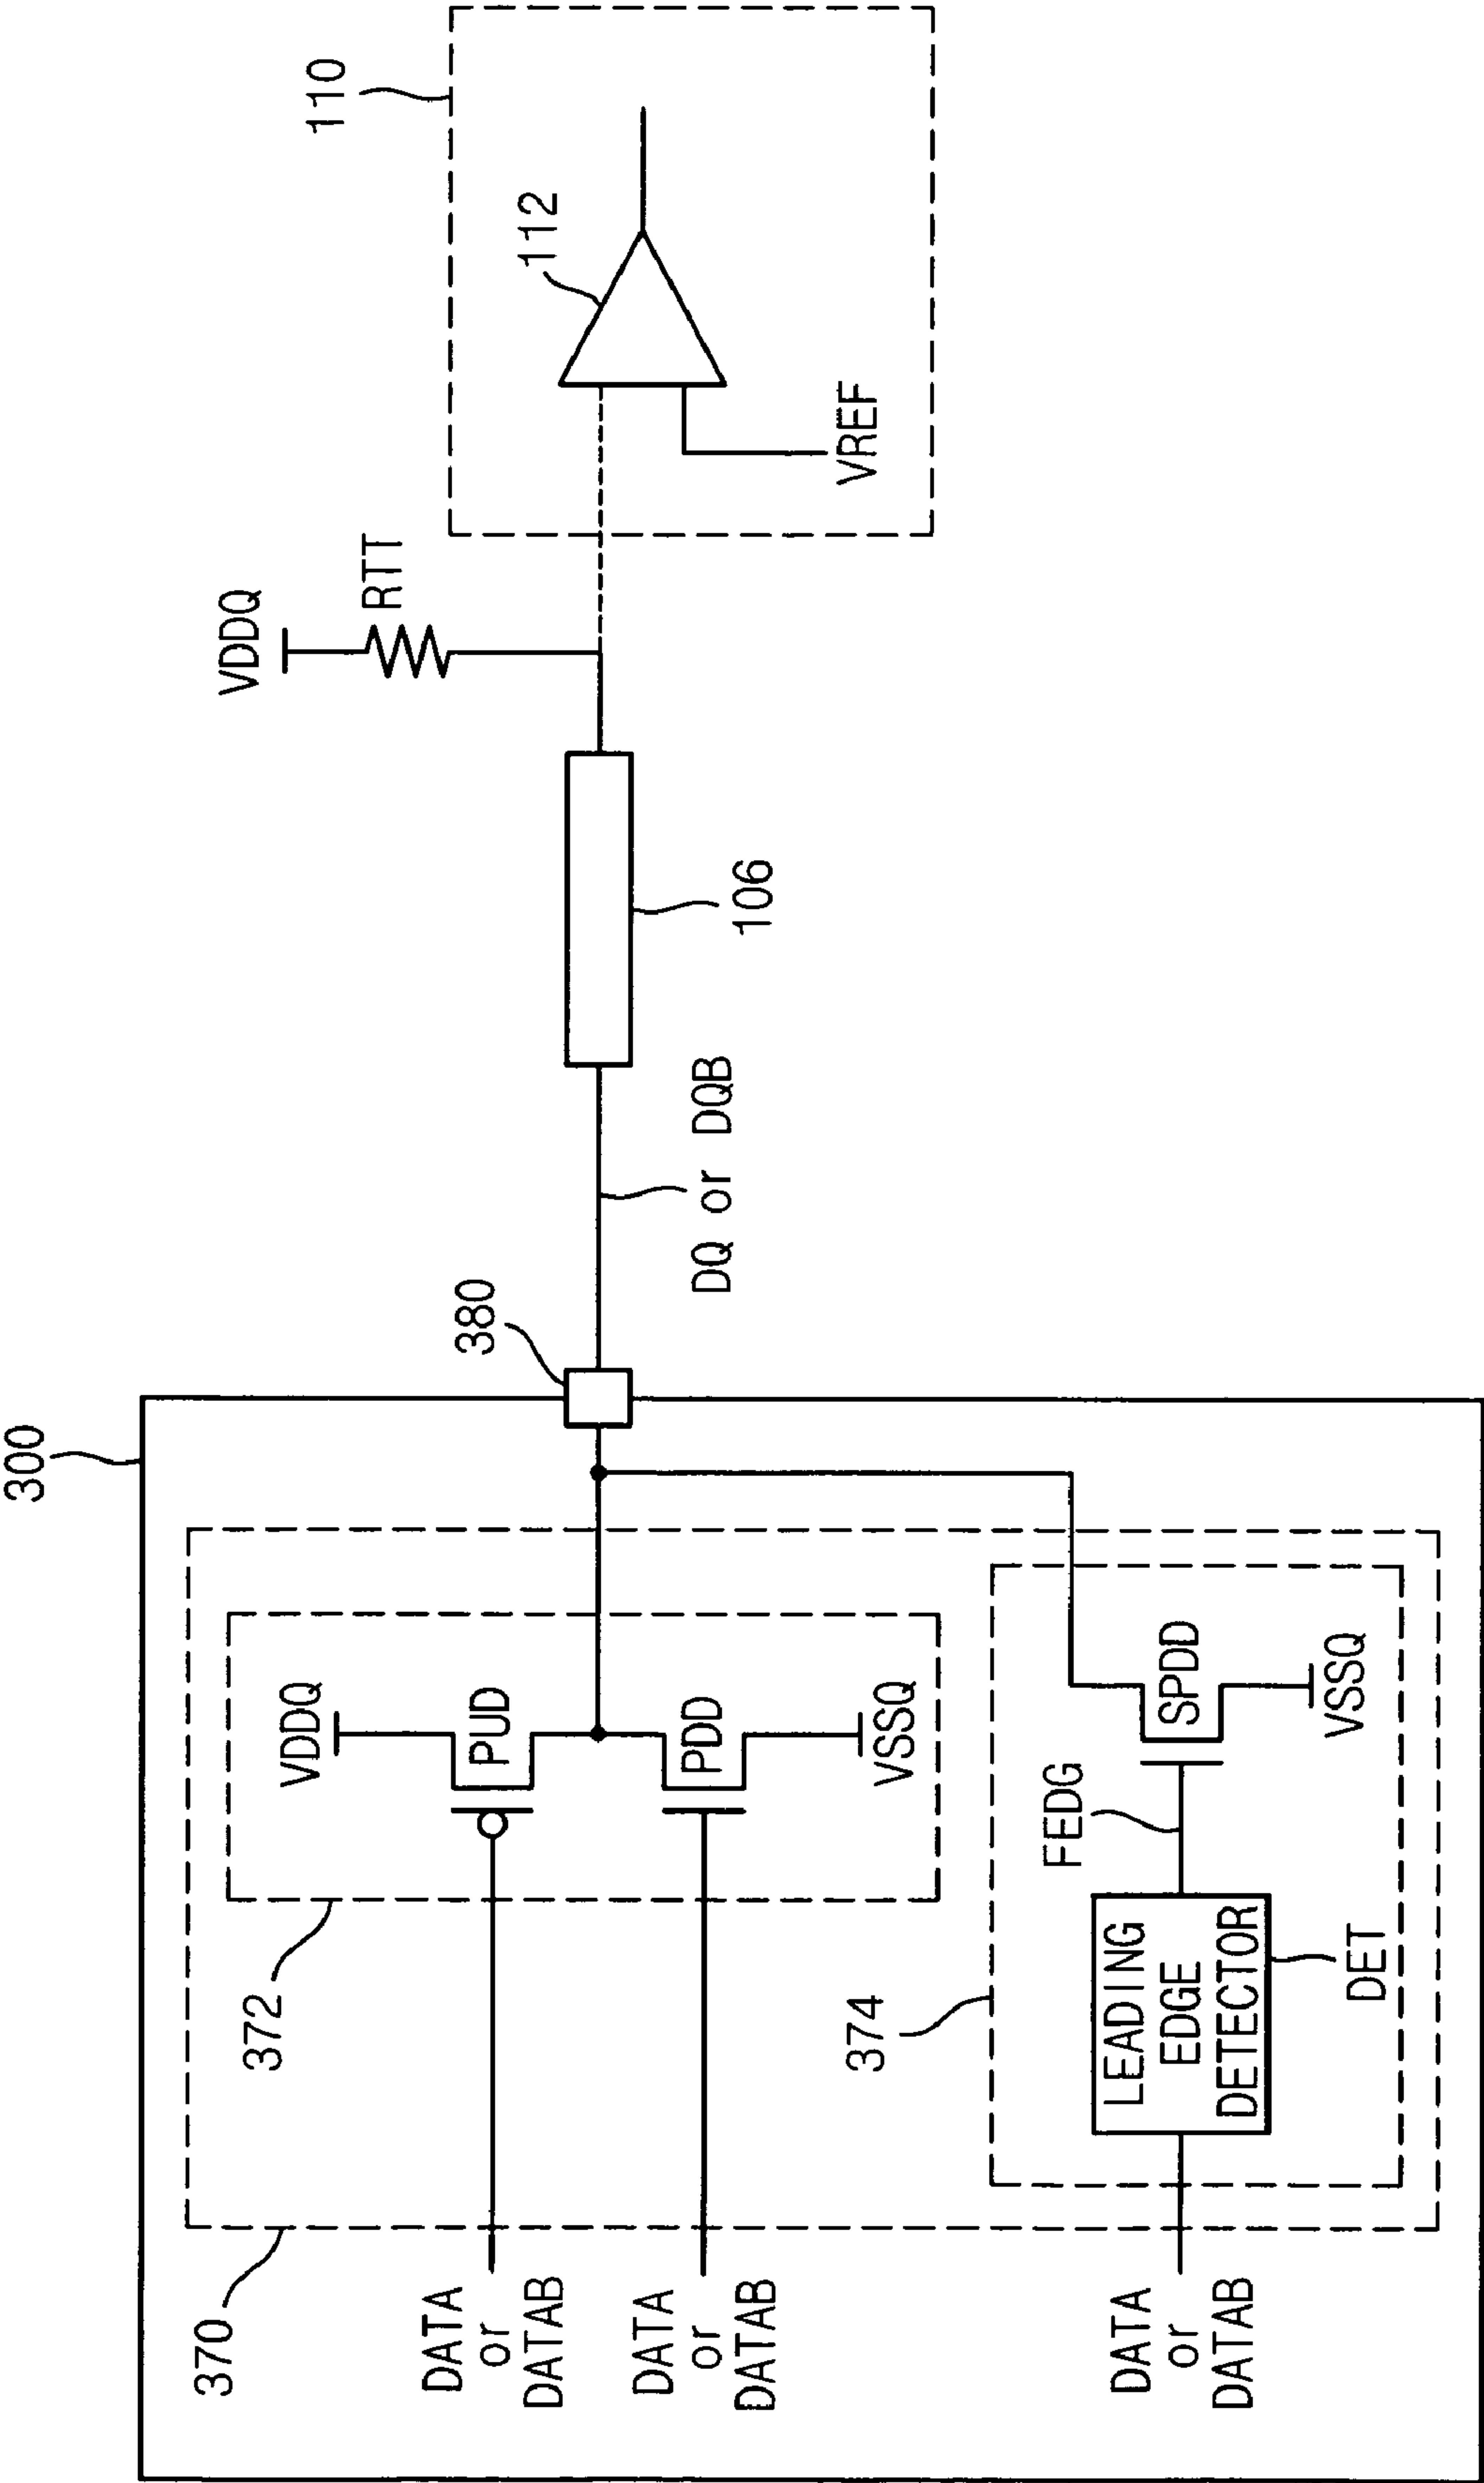 300
370
372
VDDQ
PUD
PDD
VSSQ
DATA
or
DATAB
DATA
or
DATAB
374
LEADING
EDGE
DETECTOR
DET
FEDG
SPDD
VSSQ
DATA
or
DATAB
380
DQ or DQB
106
VDDQ
RTT
110
112
VREF